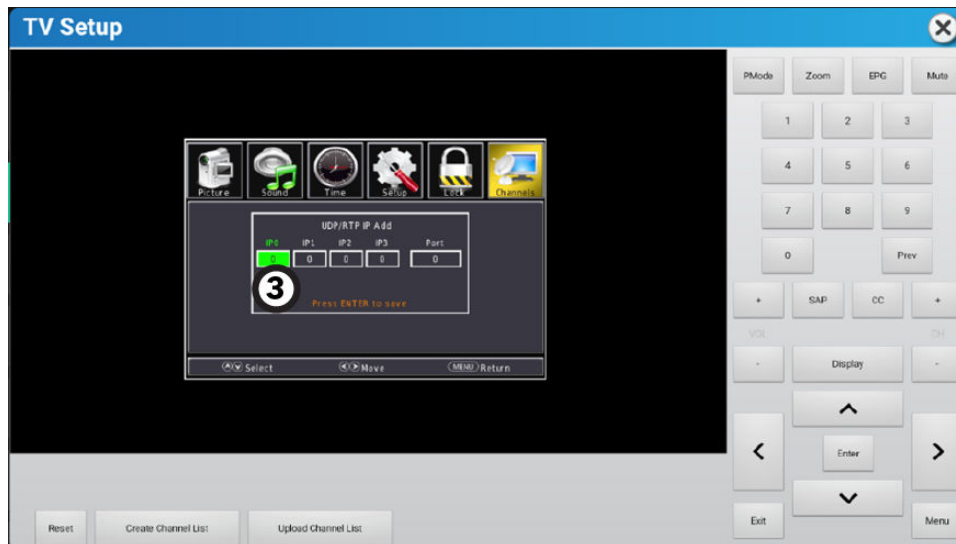 TV Setup
PMode Zoom EPG Mute
1 2 3
4 5 6
7 8 9
0 Prev
+ SAP CC +
VOL CH
- Display -
Enter
Exit Menu
Picture Sound Time Setup Lock Channels
UDP/RTP IP Add
IP0 IP1 IP2 IP3 Port
0 0 0 0 0
3
Press ENTER to save
Select Move MENU Return
Reset Create Channel List Upload Channel List